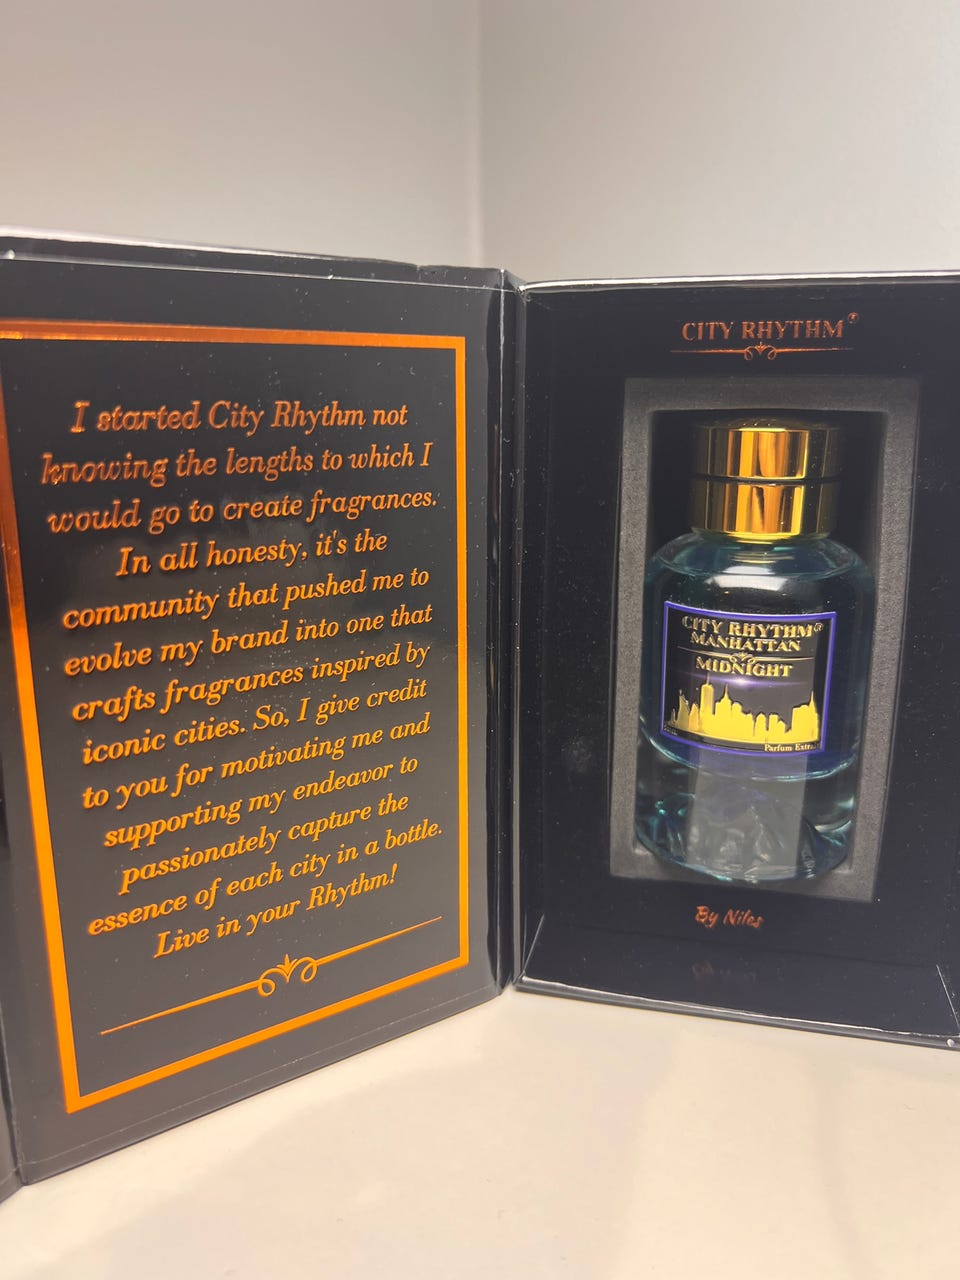 I started City Rhythm not
knowing the lengths to which I
would go to create fragrances.
In all honesty, it's the
community that pushed me to
evolve my brand into one that
crafts fragrances inspired by
iconic cities. So, I give credit
to you for motivating me and
supporting my endeavor to
passionately capture the
essence of each city in a bottle.
Live in your Rhythm!
CITY RHYTHM®
CITY RHYTHM®
MANHATTAN
MIDNIGHT
Parfum
By Niles